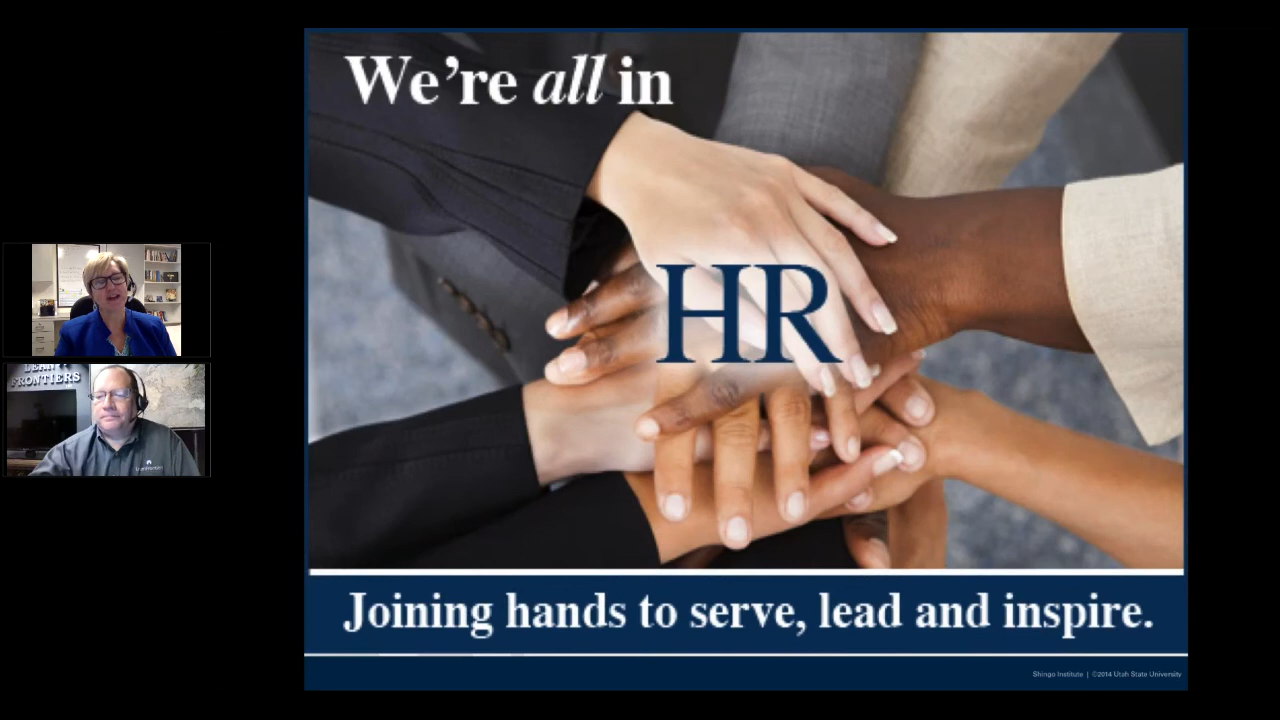 We're all in
HR
Joining hands to serve, lead and inspire.
Shingo Institute | ©2014 Utah State University
LEAN
FRONTIERS